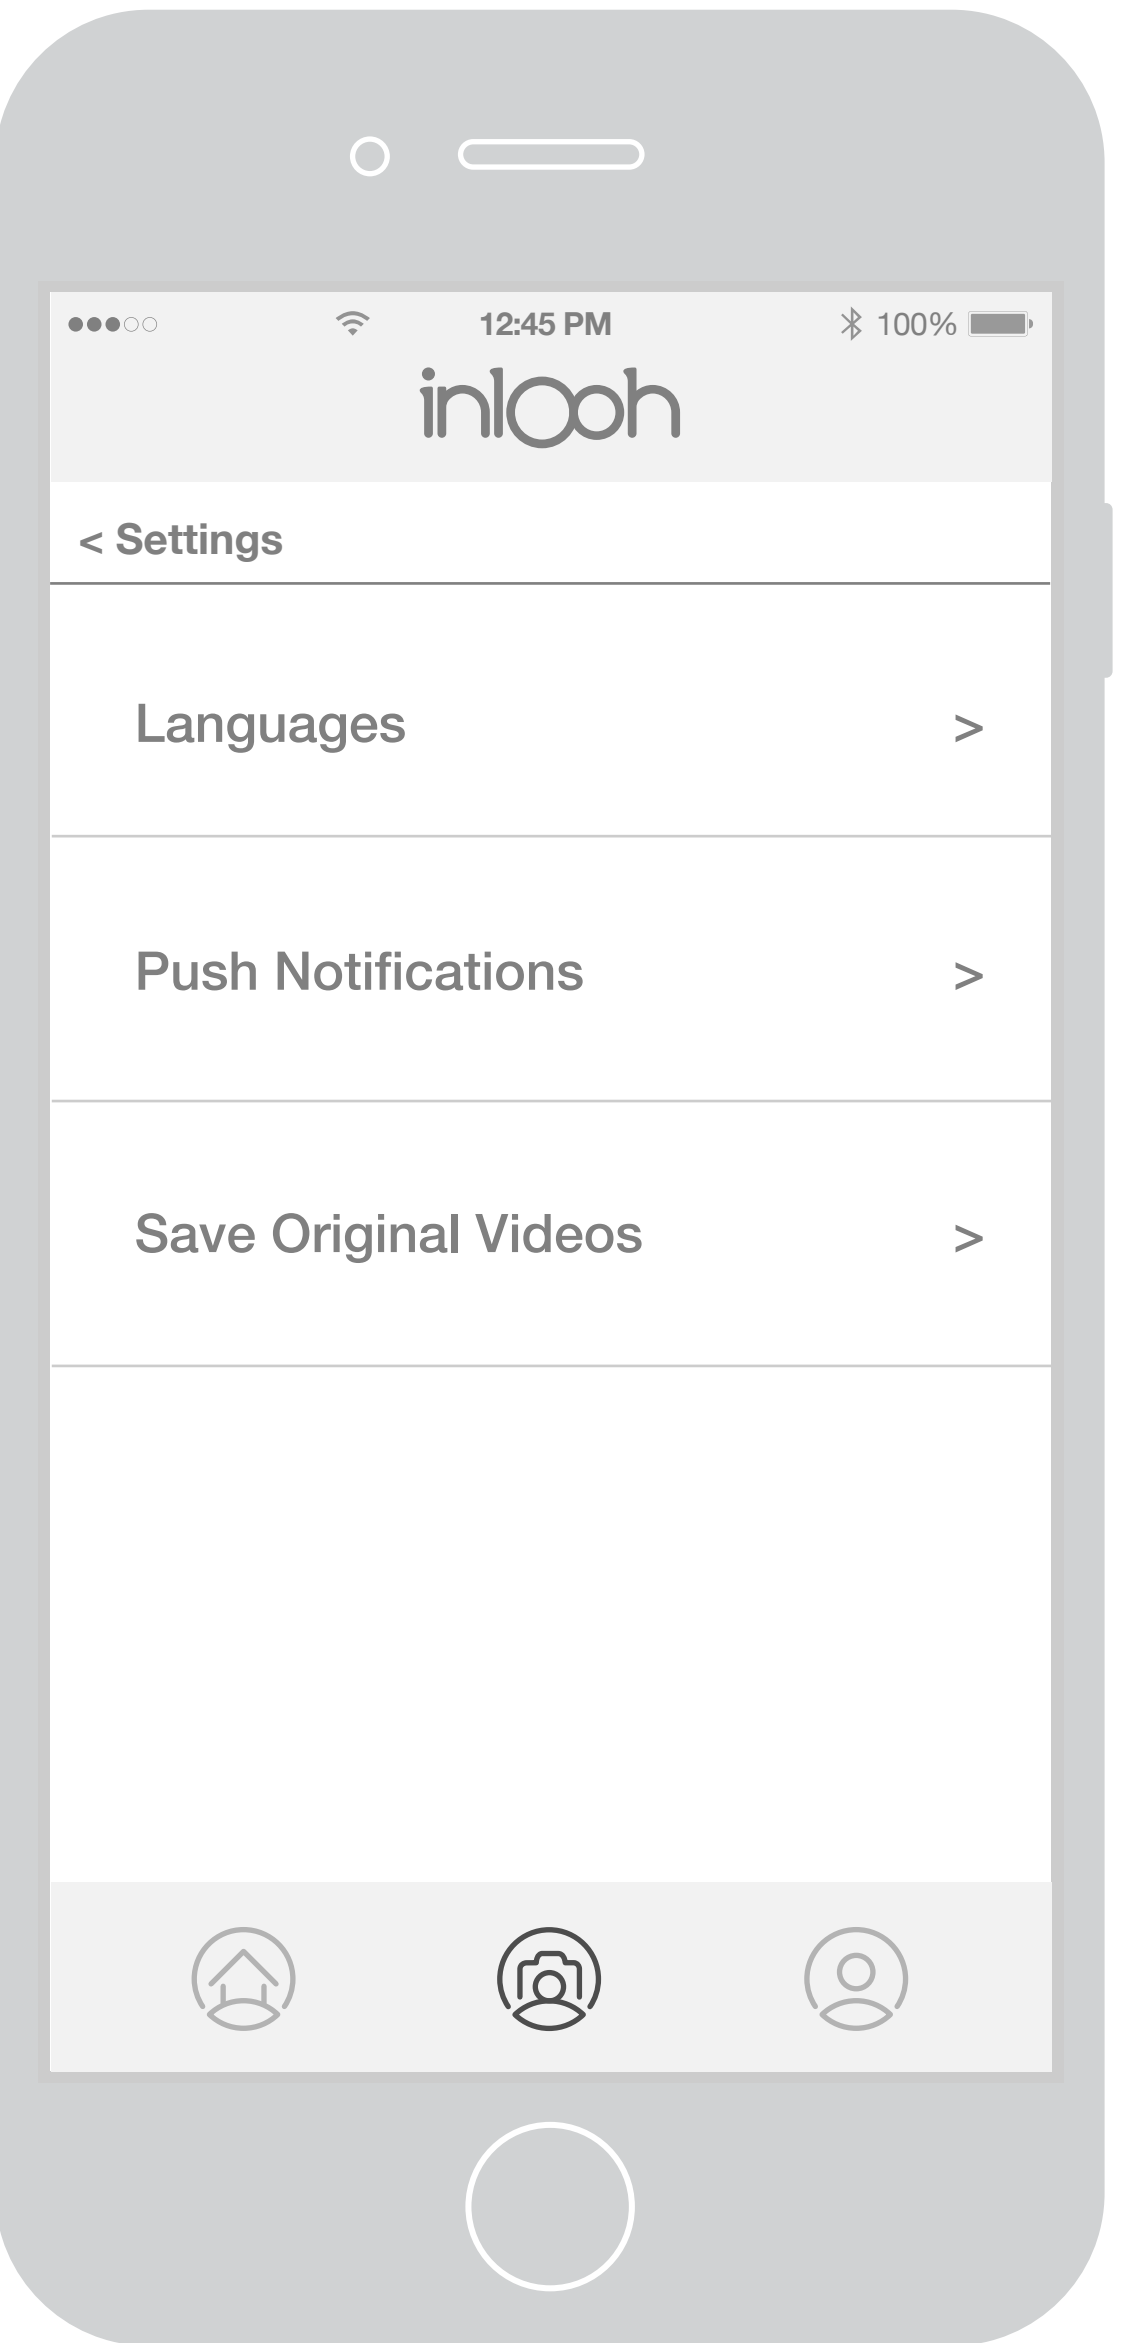 12:45 PM
100%
inlooh
< Settings
Languages >
Push Notifications >
Save Original Videos >